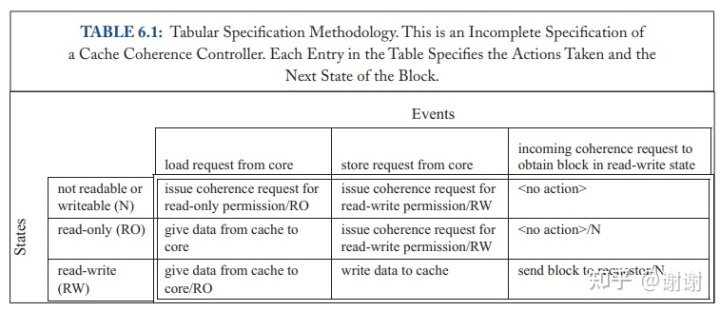 TABLE 6.1: Tabular Specification Methodology. This is an Incomplete Specification of
a Cache Coherence Controller. Each Entry in the Table Specifies the Actions Taken and the
Next State of the Block.
Events
load request from core
store request from core
incoming coherence request to
obtain block in read-write state
States
not readable or
writeable (N)
issue coherence request for
read-only permission/RO
issue coherence request for
read-write permission/RW
<no action>
read-only (RO)
give data from cache to
core
issue coherence request for
read-write permission/RW
<no action>/N
read-write
(RW)
give data from cache to
core/RO
write data to cache
send block to requestor/N
知乎 @谢谢